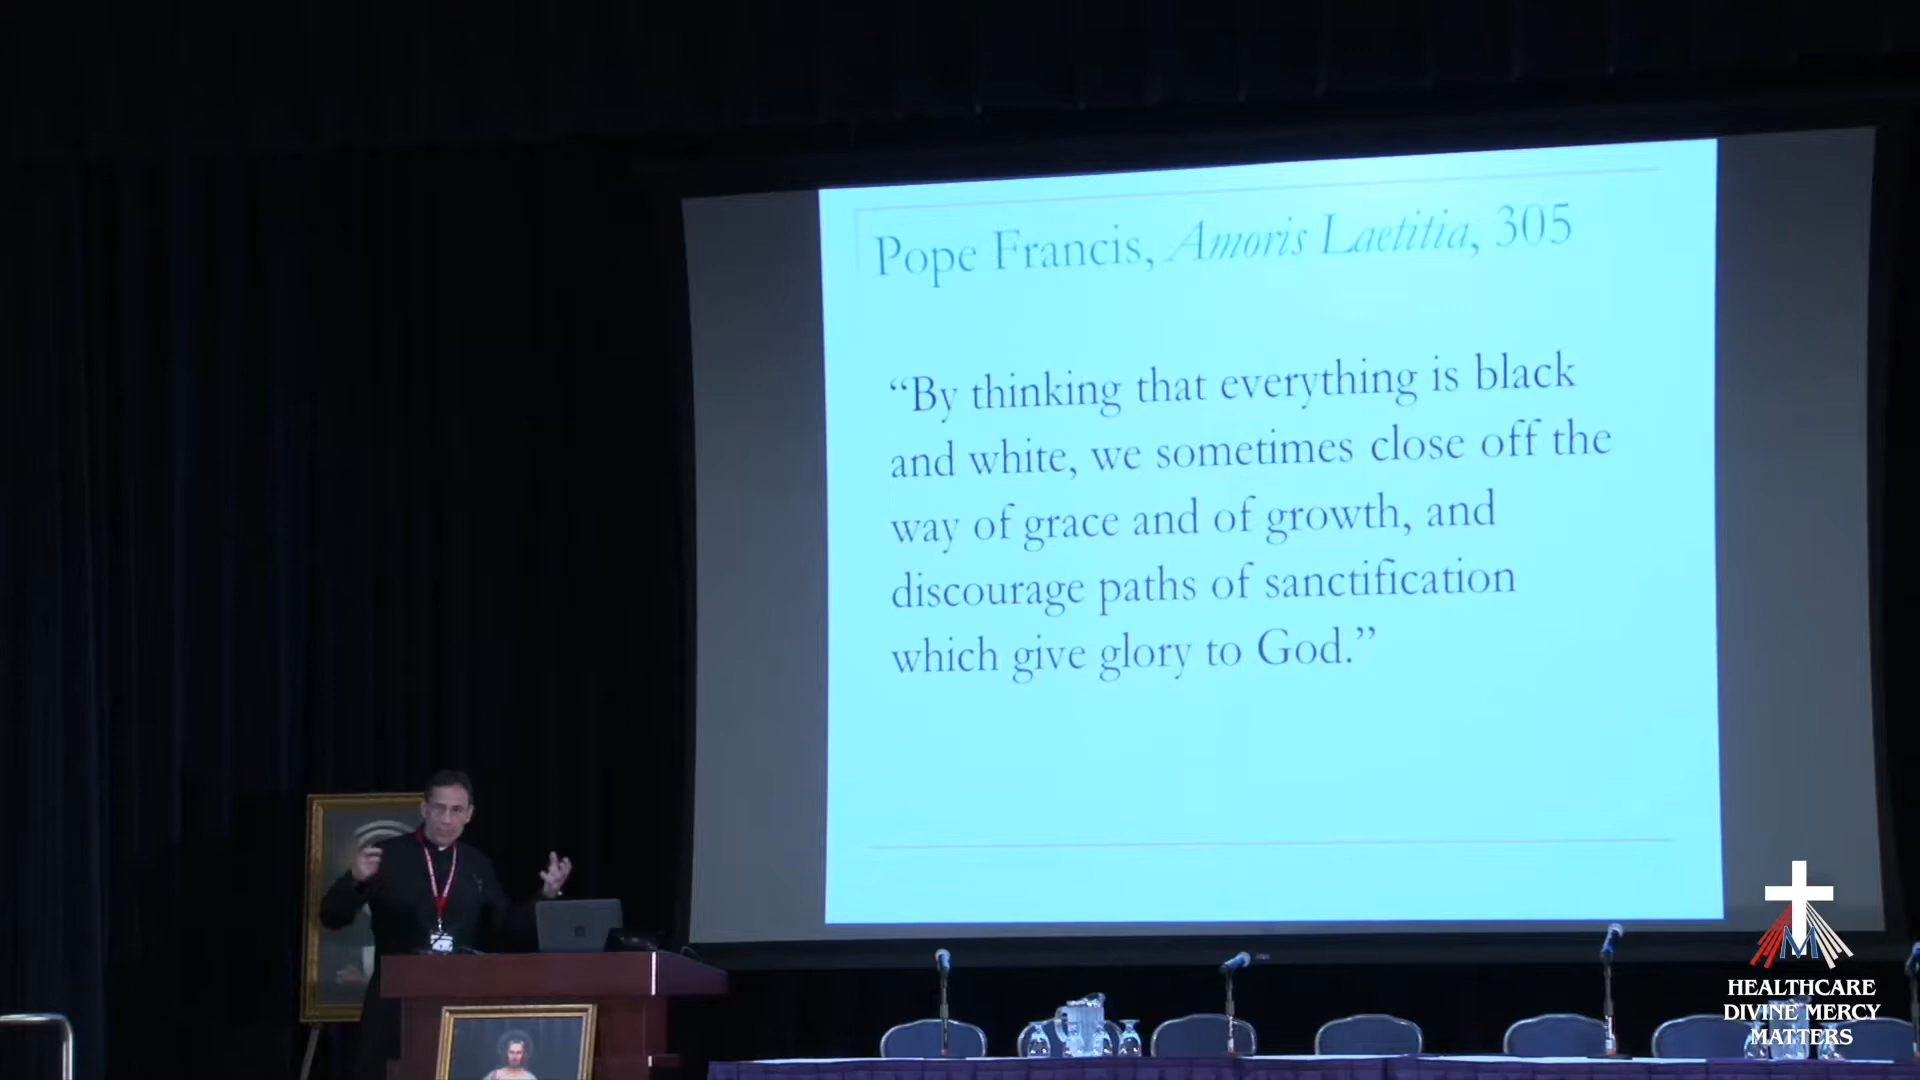 Pope Francis, Amoris Laetitia, 305
“By thinking that everything is black
and white, we sometimes close off the
way of grace and of growth, and
discourage paths of sanctification
which give glory to God.”
M
HEALTHCARE
DIVINE MERCY
MATTERS